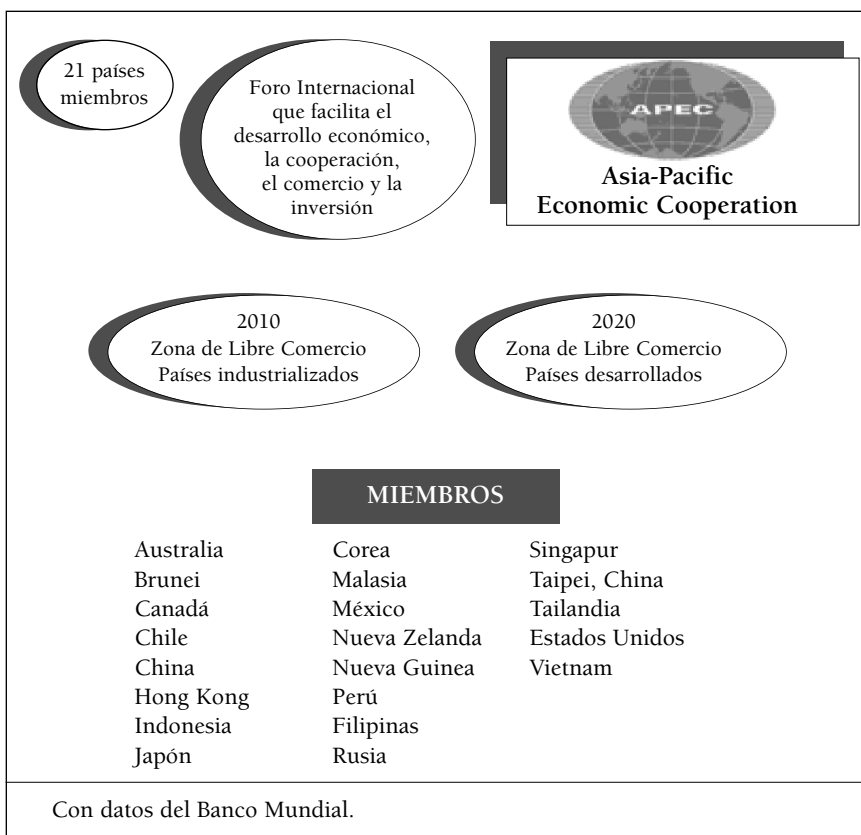 21 países
miembros
Foro Internacional
que facilita el
desarrollo económico,
la cooperación,
el comercio y la
inversión
APEC
Asia-Pacific
Economic Cooperation
2010
Zona de Libre Comercio
Países industrializados
2020
Zona de Libre Comercio
Países desarrollados
MIEMBROS
Australia
Brunei
Canadá
Chile
China
Hong Kong
Indonesia
Japón
Corea
Malasia
México
Nueva Zelanda
Nueva Guinea
Perú
Filipinas
Rusia
Singapur
Taipei, China
Tailandia
Estados Unidos
Vietnam
Con datos del Banco Mundial.